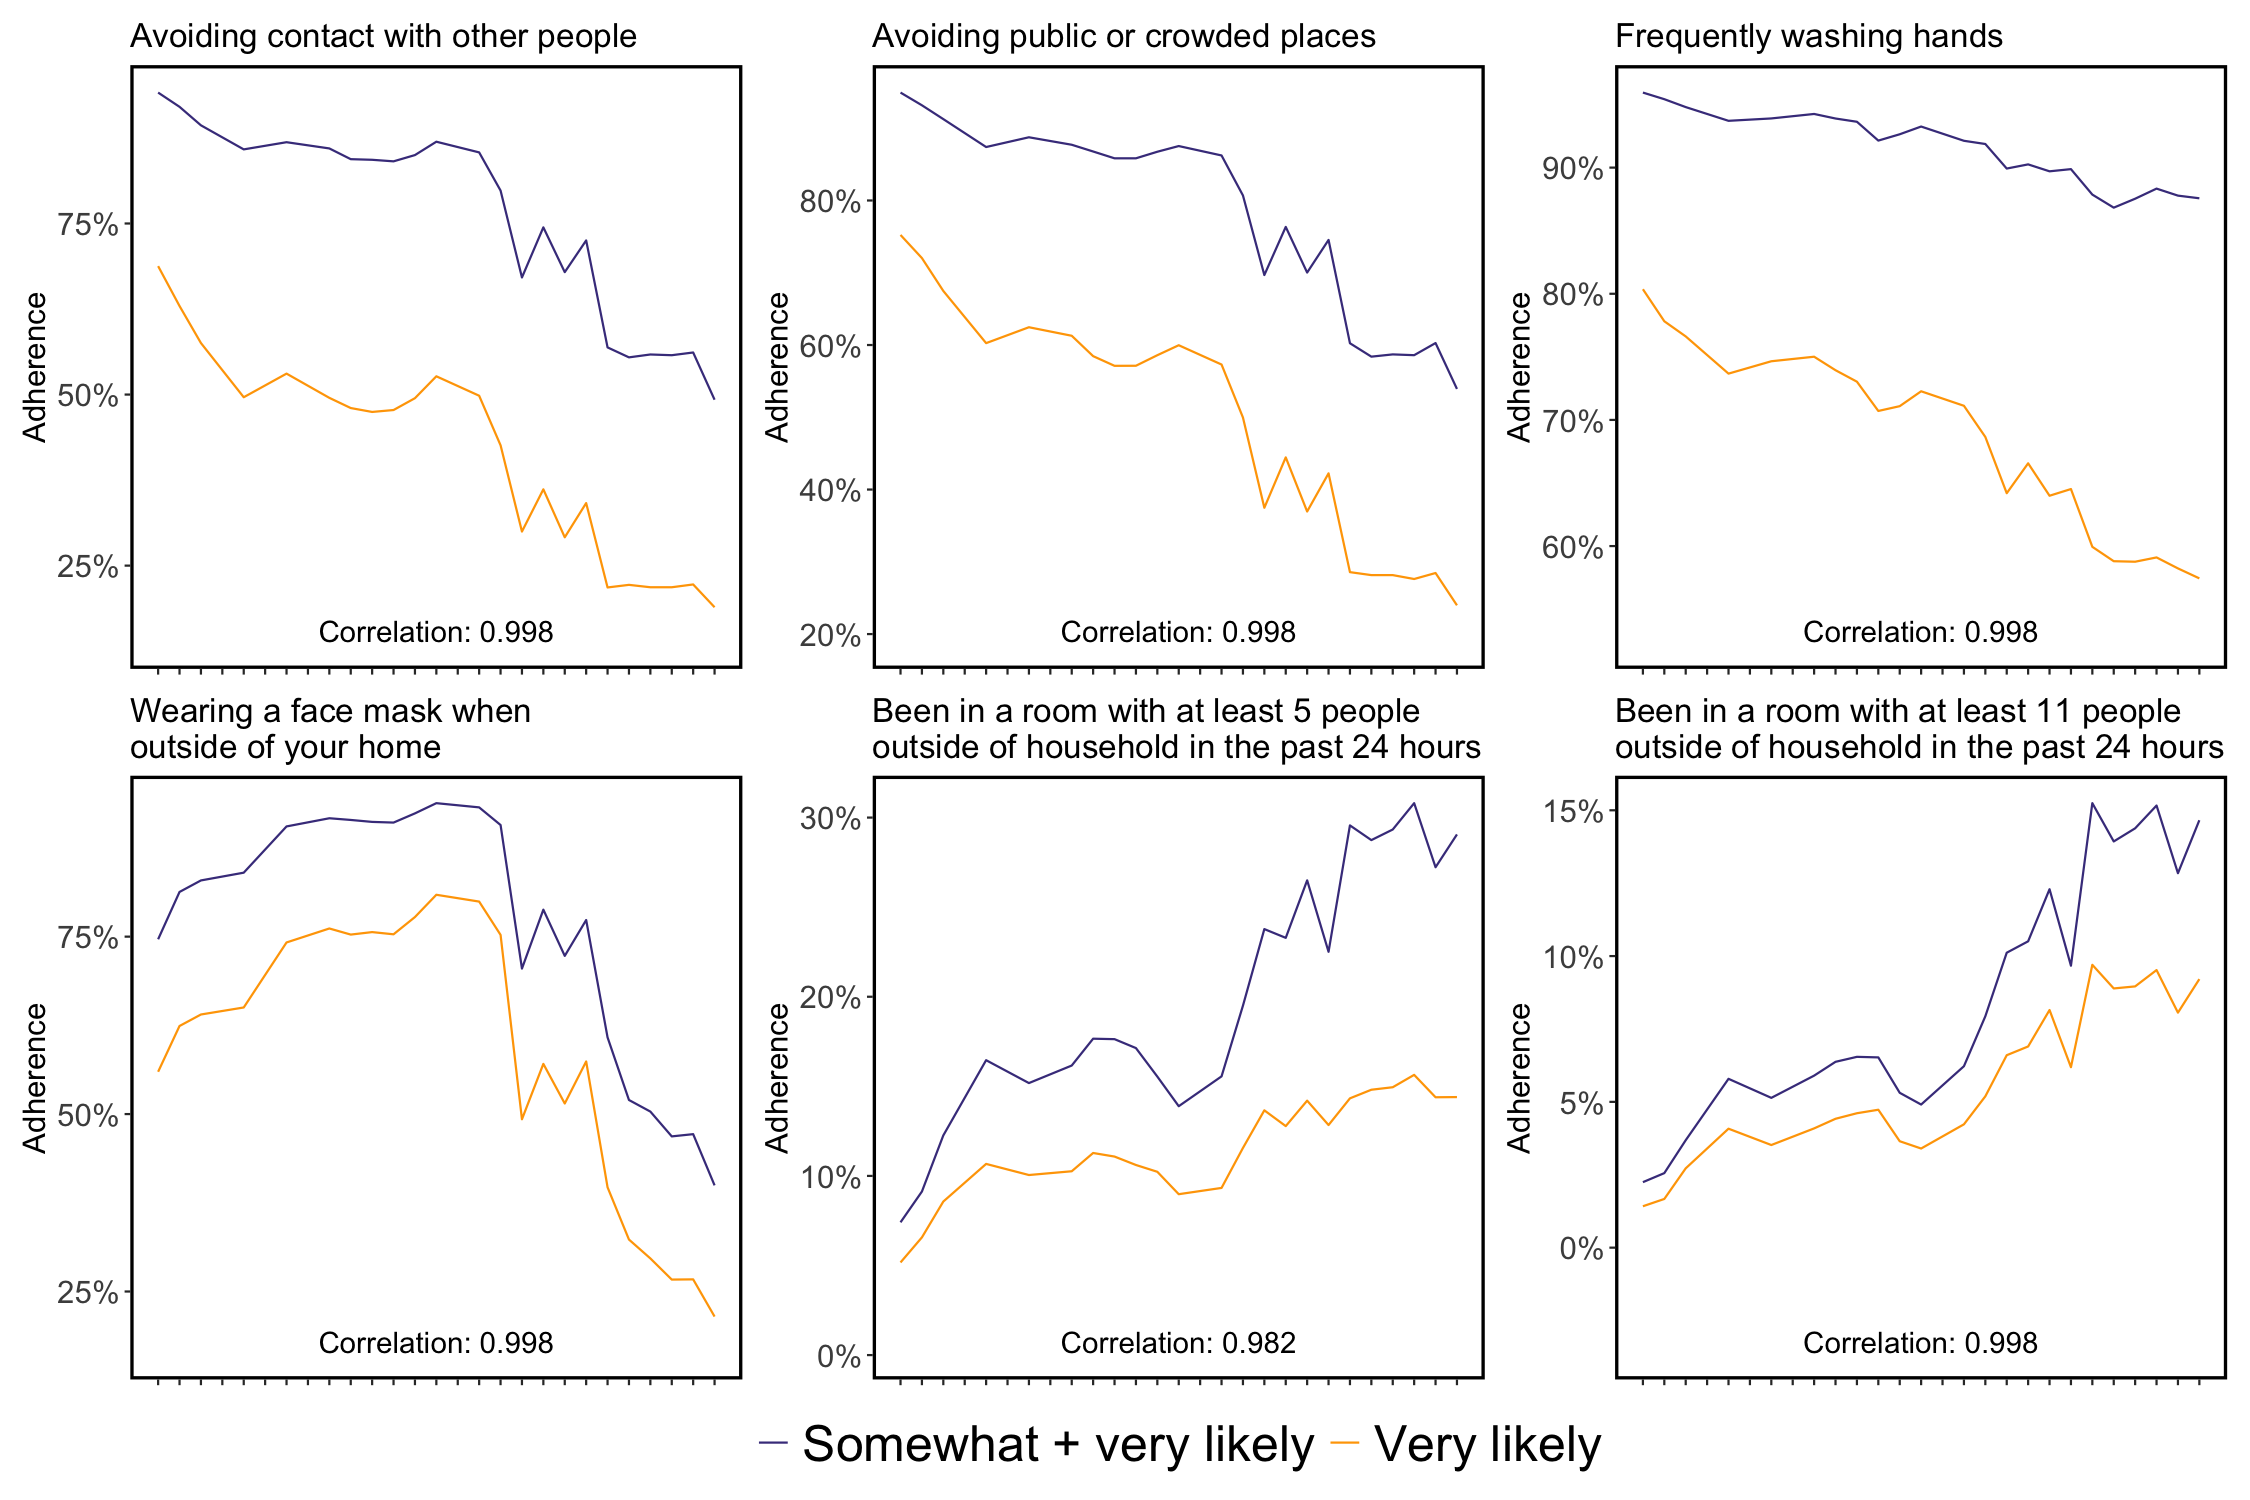 Avoiding contact with other people
Adherence
75%
50%
25%
Correlation: 0.998
Avoiding public or crowded places
Adherence
80%
60%
40%
20%
Correlation: 0.998
Frequently washing hands
Adherence
90%
80%
70%
60%
Correlation: 0.998
Wearing a face mask when
outside of your home
Adherence
75%
50%
25%
Correlation: 0.998
Been in a room with at least 5 people
outside of household in the past 24 hours
Adherence
30%
20%
10%
0%
Correlation: 0.982
Been in a room with at least 11 people
outside of household in the past 24 hours
Adherence
15%
10%
5%
0%
Correlation: 0.998
Somewhat + very likely
Very likely